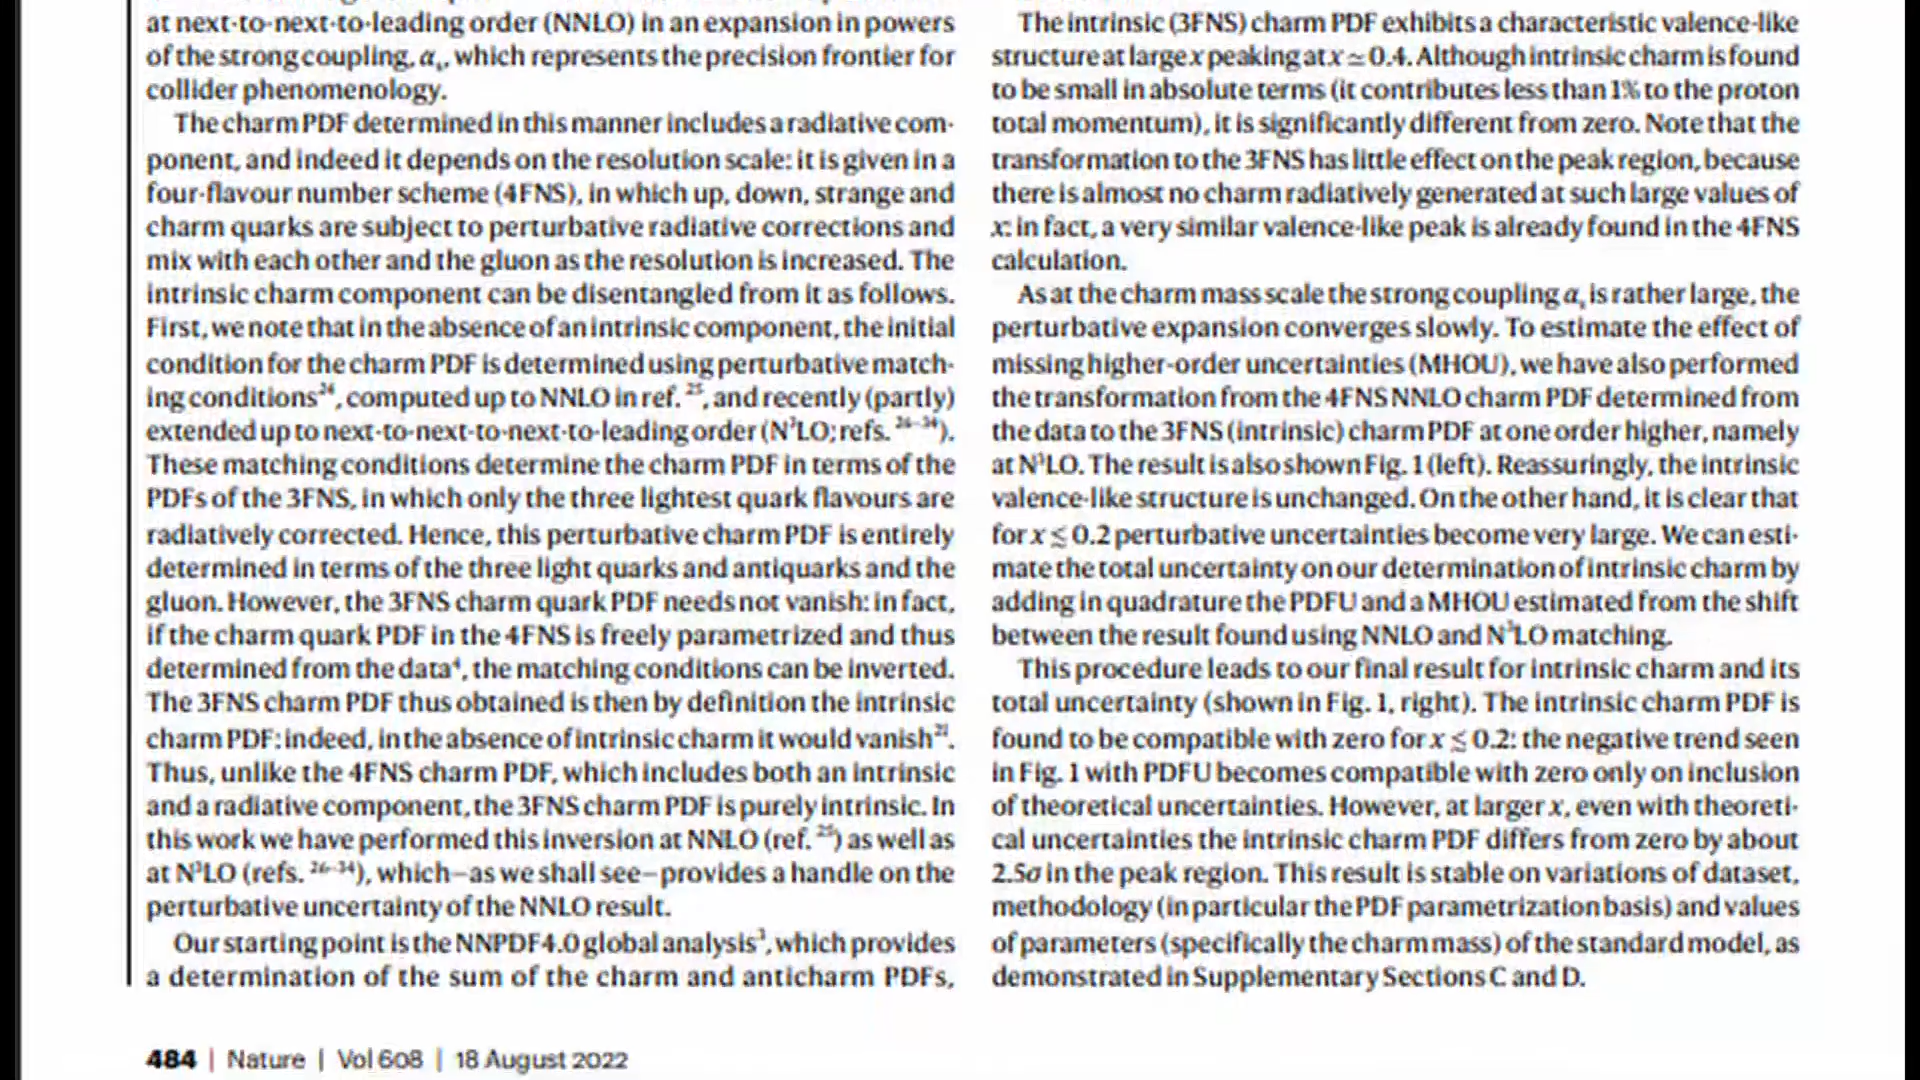 at next-to-next-to-leading order (NNLO) in an expansion in powers
of the strong coupling, αs, which represents the precision frontier for
collider phenomenology.
The charm PDF determined in this manner includes a radiative com-
ponent, and indeed it depends on the resolution scale: it is given in a
four-flavour number scheme (4FNS), in which up, down, strange and
charm quarks are subject to perturbative radiative corrections and
mix with each other and the gluon as the resolution is increased. The
intrinsic charm component can be disentangled from it as follows.
First, we note that in the absence of an intrinsic component, the initial
condition for the charm PDF is determined using perturbative match-
ing conditions²⁴, computed up to NNLO in ref. ²⁵, and recently (partly)
extended up to next-to-next-to-next-to-leading order (N³LO; refs. ²⁶⁻³⁴).
These matching conditions determine the charm PDF in terms of the
PDFs of the 3FNS, in which only the three lightest quark flavours are
radiatively corrected. Hence, this perturbative charm PDF is entirely
determined in terms of the three light quarks and antiquarks and the
gluon. However, the 3FNS charm quark PDF needs not vanish: in fact,
if the charm quark PDF in the 4FNS is freely parametrized and thus
determined from the data⁴, the matching conditions can be inverted.
The 3FNS charm PDF thus obtained is then by definition the intrinsic
charm PDF: indeed, in the absence of intrinsic charm it would vanish²¹.
Thus, unlike the 4FNS charm PDF, which includes both an intrinsic
and a radiative component, the 3FNS charm PDF is purely intrinsic. In
this work we have performed this inversion at NNLO (ref. ²⁵) as well as
at N³LO (refs. ²⁶⁻³⁴), which—as we shall see—provides a handle on the
perturbative uncertainty of the NNLO result.
Our starting point is the NNPDF4.0 global analysis³, which provides
a determination of the sum of the charm and anticharm PDFs,
The intrinsic (3FNS) charm PDF exhibits a characteristic valence-like
structure at large x peaking at x ≃ 0.4. Although intrinsic charm is found
to be small in absolute terms (it contributes less than 1% to the proton
total momentum), it is significantly different from zero. Note that the
transformation to the 3FNS has little effect on the peak region, because
there is almost no charm radiatively generated at such large values of
x: in fact, a very similar valence-like peak is already found in the 4FNS
calculation.
As at the charm mass scale the strong coupling αs is rather large, the
perturbative expansion converges slowly. To estimate the effect of
missing higher-order uncertainties (MHOU), we have also performed
the transformation from the 4FNS NNLO charm PDF determined from
the data to the 3FNS (intrinsic) charm PDF at one order higher, namely
at N³LO. The result is also shown Fig. 1 (left). Reassuringly, the intrinsic
valence-like structure is unchanged. On the other hand, it is clear that
for x ≲ 0.2 perturbative uncertainties become very large. We can esti-
mate the total uncertainty on our determination of intrinsic charm by
adding in quadrature the PDFU and a MHOU estimated from the shift
between the result found using NNLO and N³LO matching.
This procedure leads to our final result for intrinsic charm and its
total uncertainty (shown in Fig. 1, right). The intrinsic charm PDF is
found to be compatible with zero for x ≲ 0.2: the negative trend seen
in Fig. 1 with PDFU becomes compatible with zero only on inclusion
of theoretical uncertainties. However, at larger x, even with theoreti-
cal uncertainties the intrinsic charm PDF differs from zero by about
2.5σ in the peak region. This result is stable on variations of dataset,
methodology (in particular the PDF parametrization basis) and values
of parameters (specifically the charm mass) of the standard model, as
demonstrated in Supplementary Sections C and D.
484 | Nature | Vol 608 | 18 August 2022